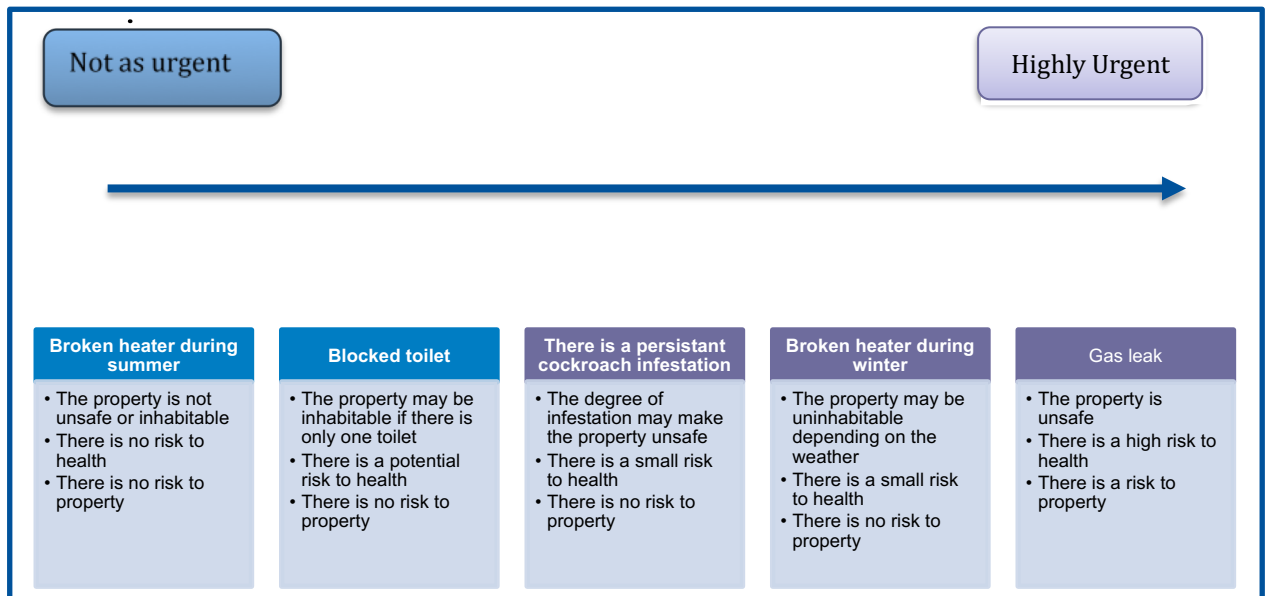 Not as urgent
Highly Urgent
Broken heater during
summer
• The property is not
unsafe or inhabitable
• There is no risk to
health
• There is no risk to
property
Blocked toilet
• The property may be
inhabitable if there is
only one toilet
• There is a potential
risk to health
• There is no risk to
property
There is a persistant
cockroach infestation
• The degree of
infestation may make
the property unsafe
• There is a small risk
to health
• There is no risk to
property
Broken heater during
winter
• The property may be
uninhabitable
depending on the
weather
• There is a small risk
to health
• There is no risk to
property
Gas leak
• The property is
unsafe
• There is a high risk to
health
• There is a risk to
property